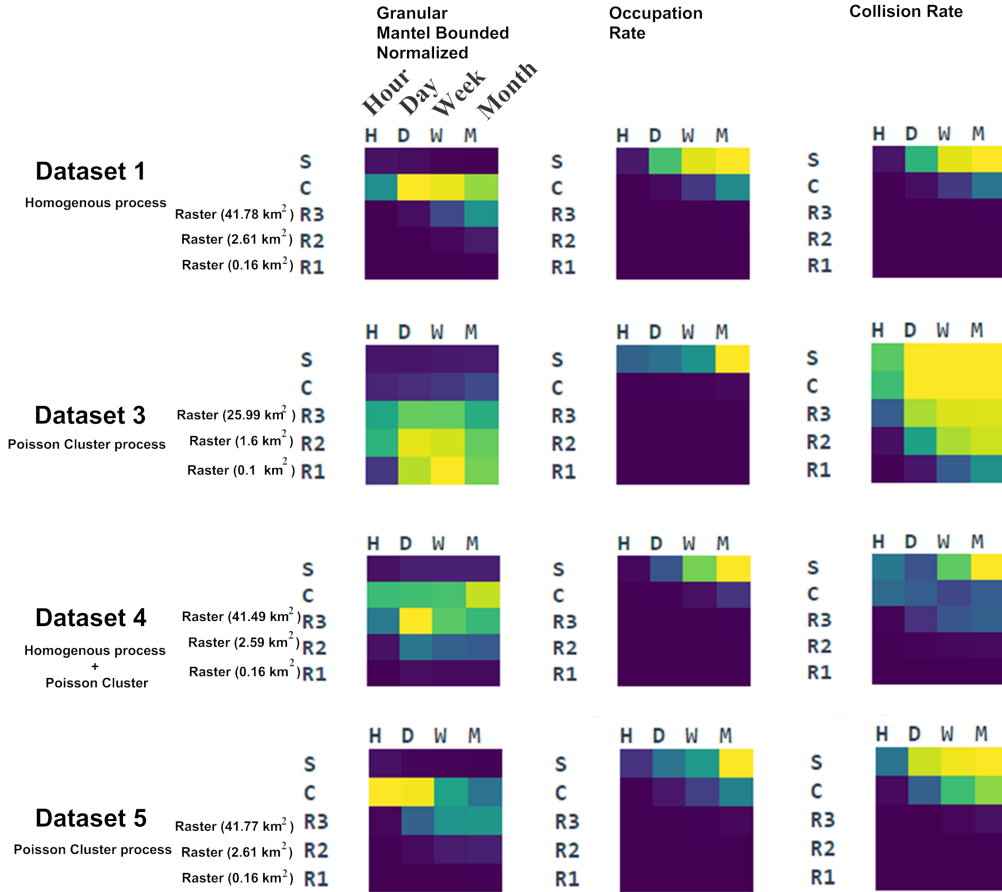 Granular
Mantel Bounded
Normalized
Occupation
Rate
Collision Rate
Hour Day Week Month
H D W M
H D W M
H D W M
Dataset 1
Homogenous process
S
C
Raster (41.78 km²) R3
Raster (2.61 km²) R2
Raster (0.16 km²) R1
S
C
R3
R2
R1
S
C
R3
R2
R1
H D W M
H D W M
H D W M
Dataset 3
Poisson Cluster process
S
C
Raster (25.99 km²) R3
Raster (1.6 km²) R2
Raster (0.1 km²) R1
S
C
R3
R2
R1
S
C
R3
R2
R1
H D W M
H D W M
H D W M
Dataset 4
Homogenous process
+
Poisson Cluster
S
C
Raster (41.49 km²) R3
Raster (2.59 km²) R2
Raster (0.16 km²) R1
S
C
R3
R2
R1
S
C
R3
R2
R1
H D W M
H D W M
H D W M
Dataset 5
Poisson Cluster process
S
C
Raster (41.77 km²) R3
Raster (2.61 km²) R2
Raster (0.16 km²) R1
S
C
R3
R2
R1
S
C
R3
R2
R1